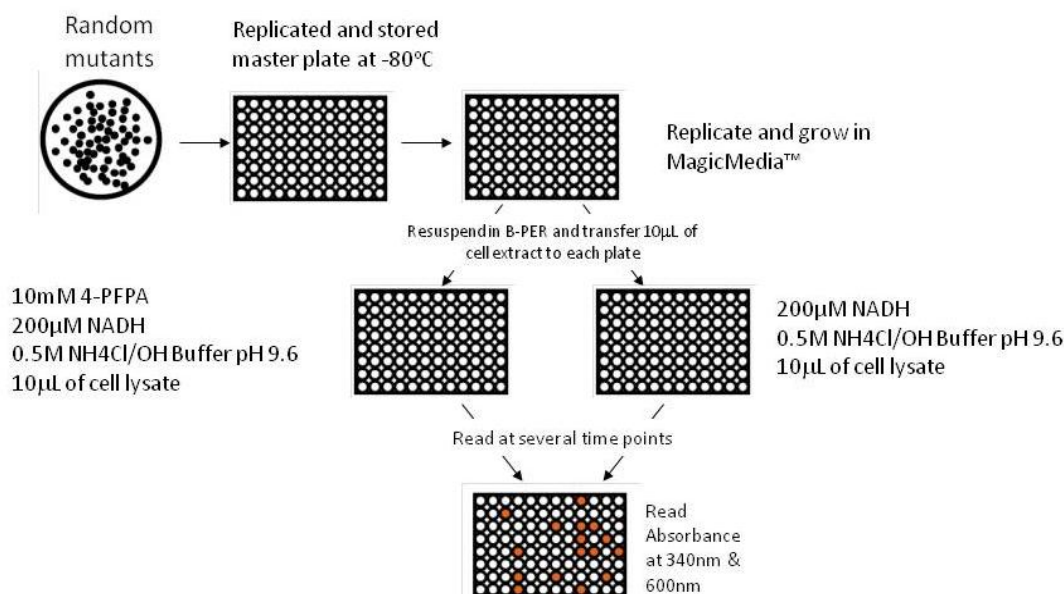 Random
mutants
Replicated and stored
master plate at -80°C
Replicate and grow in
MagicMedia™
Resuspend in B-PER and transfer 10µL of
cell extract to each plate
10mM 4-PFPA
200µM NADH
0.5M NH4Cl/OH Buffer pH 9.6
10µL of cell lysate
200µM NADH
0.5M NH4Cl/OH Buffer pH 9.6
10µL of cell lysate
Read at several time points
Read
Absorbance
at 340nm &
600nm